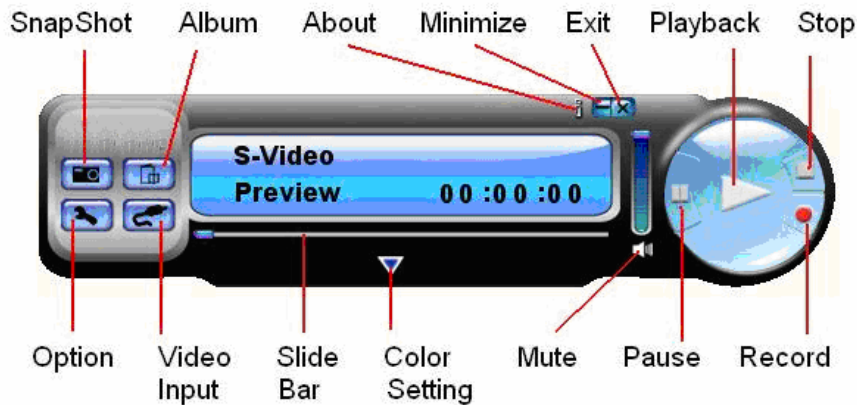 SnapShot Album About Minimize Exit Playback Stop
S-Video
Preview 00:00:00
Option Video Input Slide Bar Color Setting Mute Pause Record